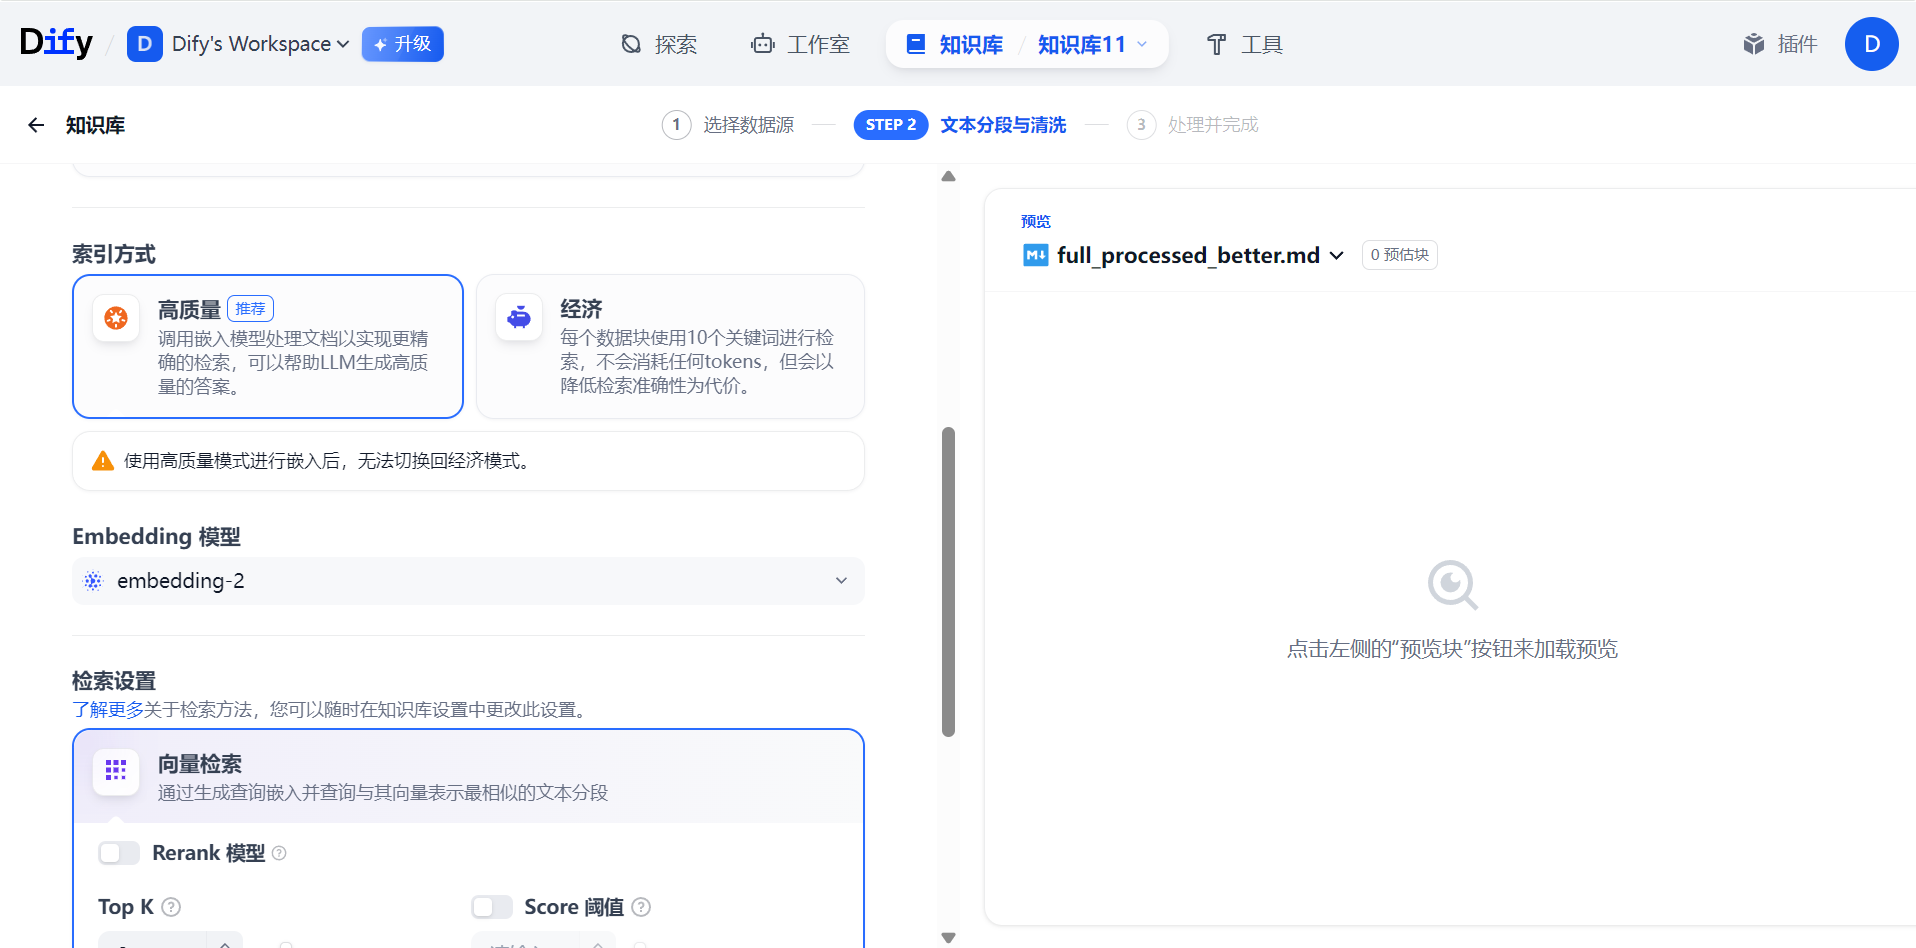 Dify / D Dify's Workspace 升级 探索 工作室 知识库 / 知识库11 工具 插件 D
知识库 1 选择数据源 STEP 2 文本分段与清洗 3 处理并完成
索引方式
高质量 推荐
调用嵌入模型处理文档以实现更精
确的检索，可以帮助LLM生成高质
量的答案。
经济
每个数据块使用10个关键词进行检
索，不会消耗任何tokens，但会以
降低检索准确性为代价。
使用高质量模式进行嵌入后，无法切换回经济模式。
Embedding 模型
embedding-2
检索设置
了解更多关于检索方法，您可以随时在知识库设置中更改此设置。
向量检索
通过生成查询嵌入并查询与其向量表示最相似的文本分段
Rerank 模型
Top K
Score 阈值
预览
full_processed_better.md 0 预估块
点击左侧的“预览块”按钮来加载预览